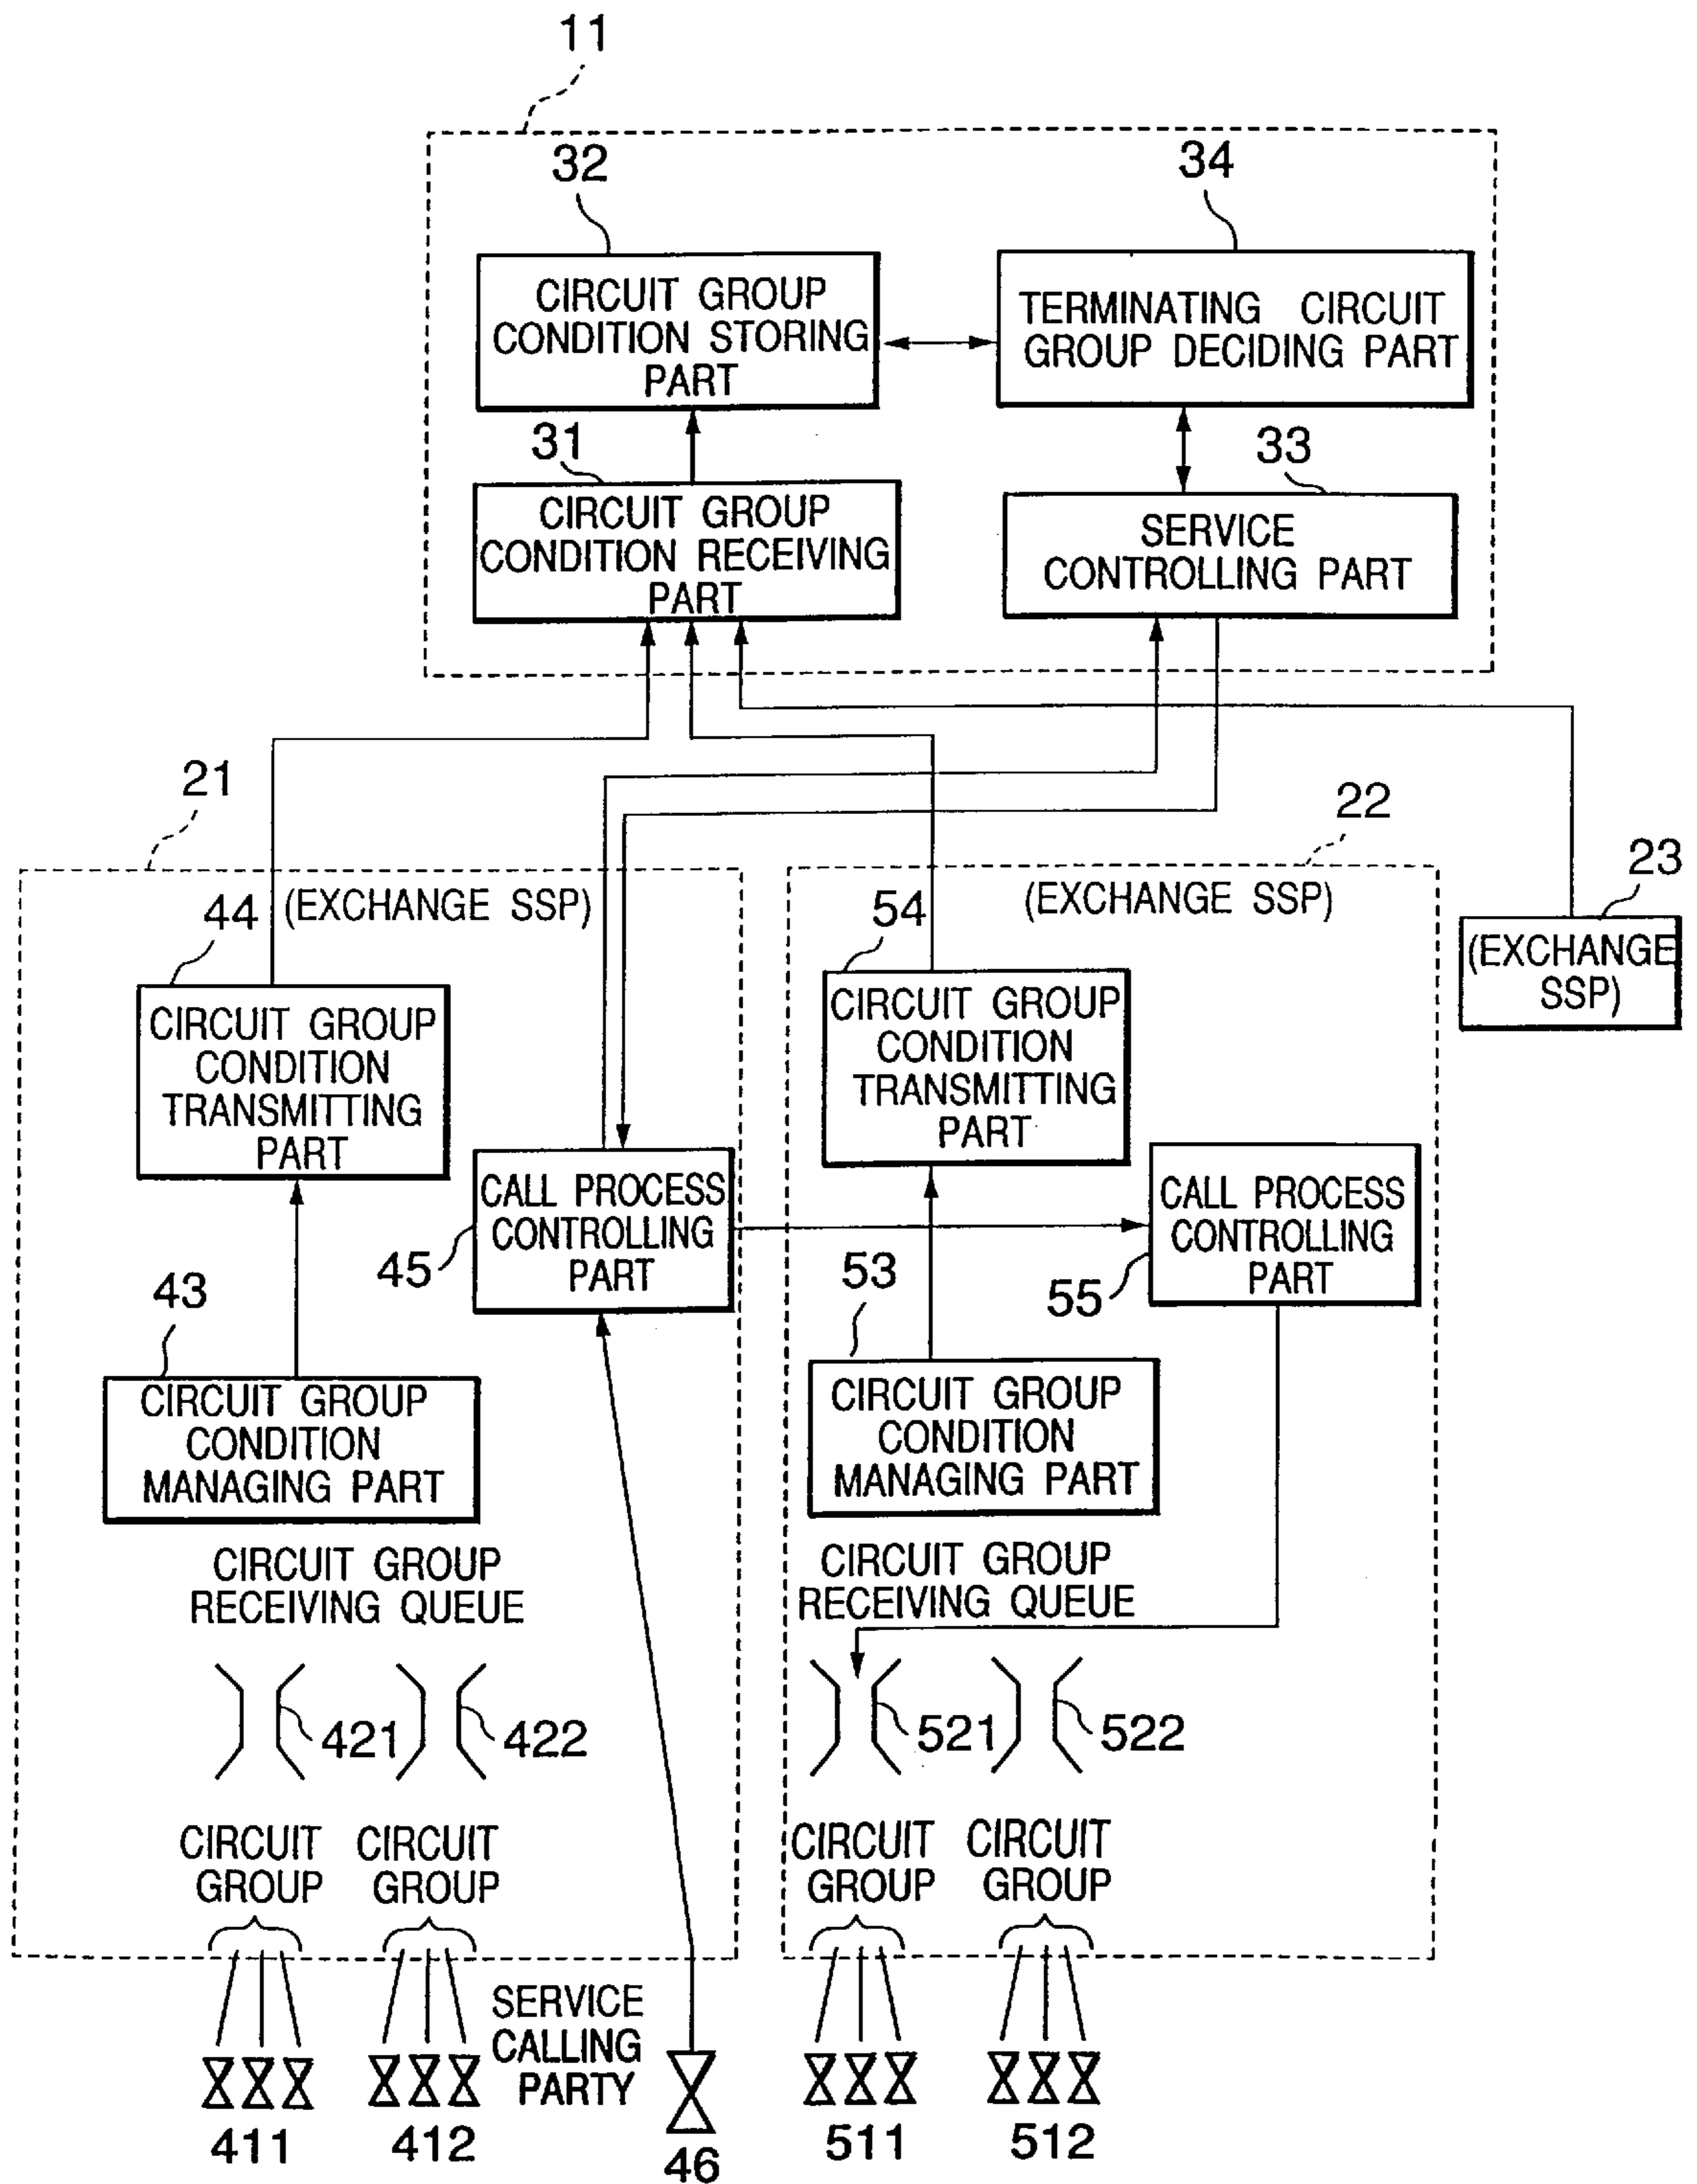 11
32
34
CIRCUIT GROUP
CONDITION STORING
PART
TERMINATING CIRCUIT
GROUP DECIDING PART
31
33
CIRCUIT GROUP
CONDITION RECEIVING
PART
SERVICE
CONTROLLING PART
21
22
23
44
(EXCHANGE SSP)
54
(EXCHANGE SSP)
(EXCHANGE
SSP)
CIRCUIT GROUP
CONDITION
TRANSMITTING
PART
CIRCUIT GROUP
CONDITION
TRANSMITTING
PART
CALL PROCESS
CONTROLLING
PART
45
CALL PROCESS
CONTROLLING
PART
55
43
53
CIRCUIT GROUP
CONDITION
MANAGING PART
CIRCUIT GROUP
CONDITION
MANAGING PART
CIRCUIT GROUP
RECEIVING QUEUE
CIRCUIT GROUP
RECEIVING QUEUE
421
422
521
522
CIRCUIT
GROUP
CIRCUIT
GROUP
CIRCUIT
GROUP
CIRCUIT
GROUP
SERVICE
CALLING
PARTY
411
412
46
511
512